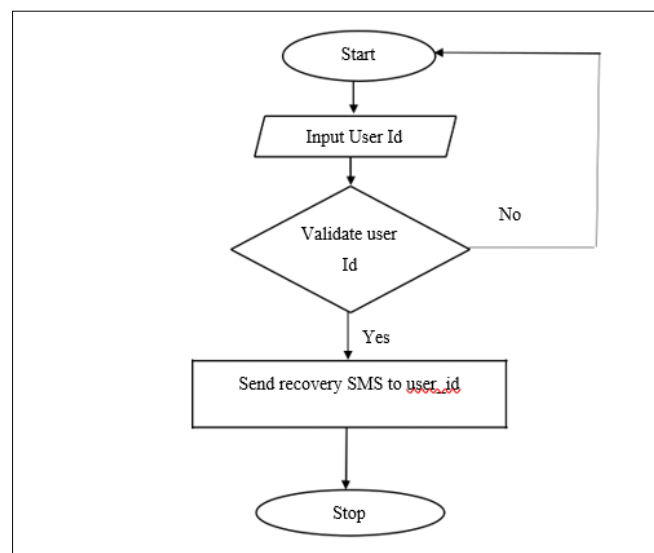 Start
Input User Id
Validate user
Id
No
Yes
Send recovery SMS to user_id
Stop